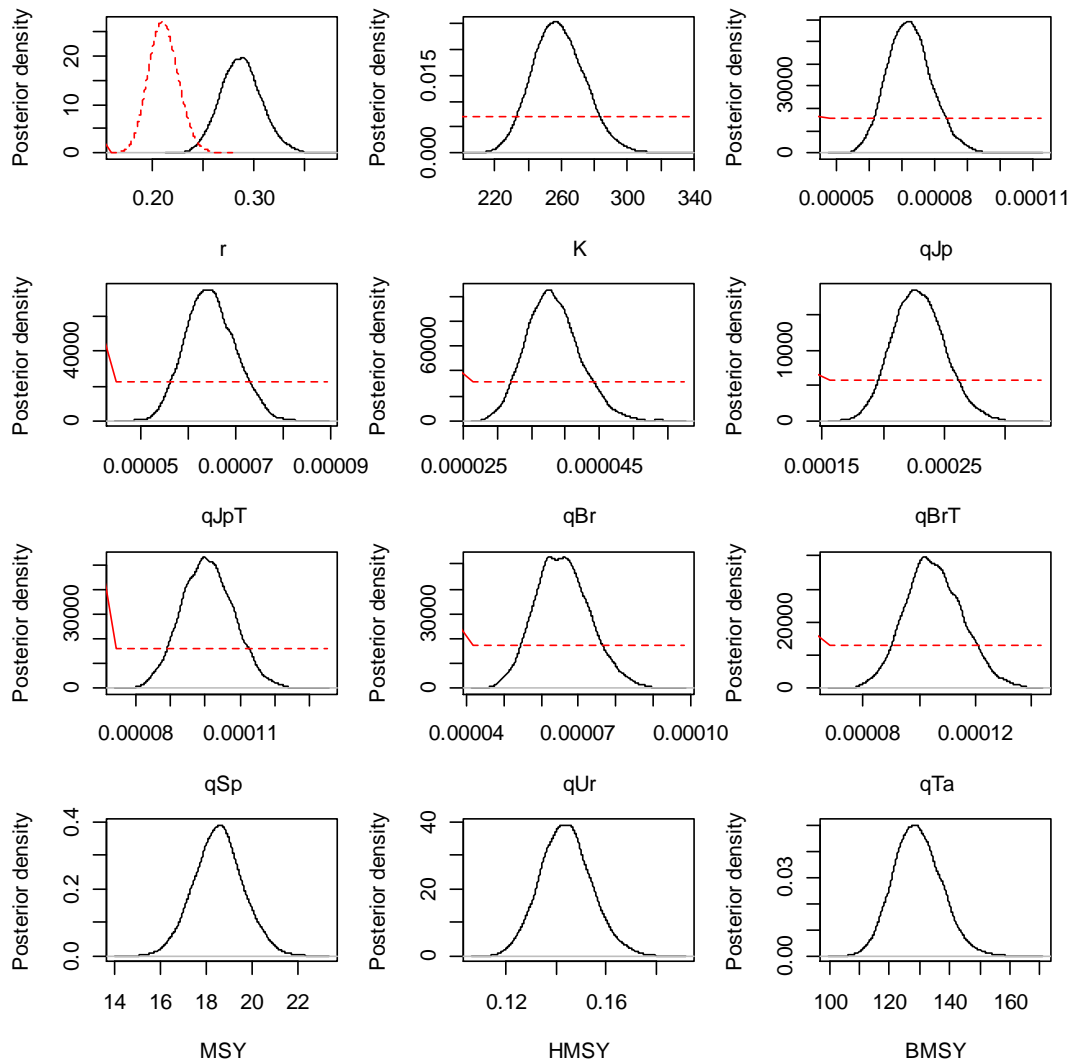 Posterior density
0 10 20
0.20 0.30
r
Posterior density
0.000 0.015
220 260 300 340
K
Posterior density
0 30000
0.00005 0.00008 0.00011
qJp
Posterior density
0 40000
0.00005 0.00007 0.00009
qJpT
Posterior density
0 60000
0.000025 0.000045
qBr
Posterior density
0 10000
0.00015 0.00025
qBrT
Posterior density
0 30000
0.00008 0.00011
qSp
Posterior density
0 30000
0.00004 0.00007 0.00010
qUr
Posterior density
0 20000
0.00008 0.00012
qTa
Posterior density
0.0 0.2 0.4
14 16 18 20 22
MSY
Posterior density
0 20 40
0.12 0.16
HMSY
Posterior density
0.00 0.03
100 120 140 160
BMSY